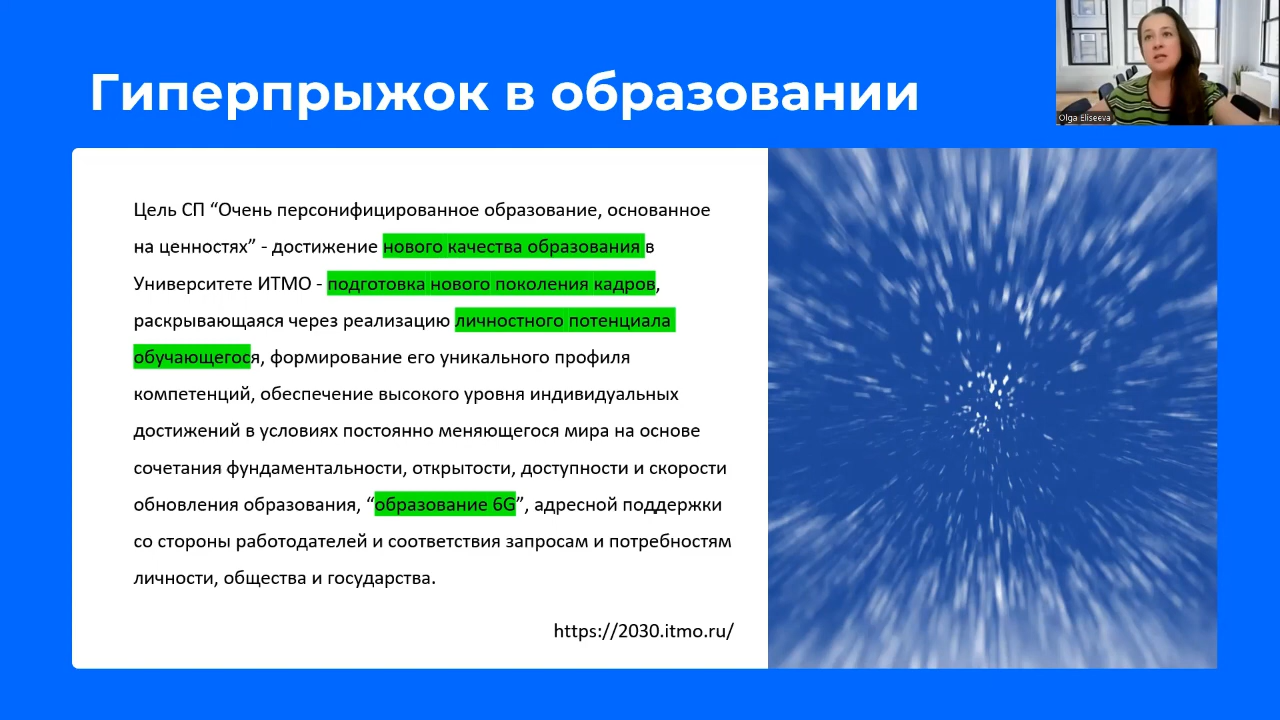 Гиперпрыжок в образовании
Olga Eliseeva
Цель СП “Очень персонифицированное образование, основанное
на ценностях” - достижение нового качества образования в
Университете ИТМО - подготовка нового поколения кадров,
раскрывающаяся через реализацию личностного потенциала
обучающегося, формирование его уникального профиля
компетенций, обеспечение высокого уровня индивидуальных
достижений в условиях постоянно меняющегося мира на основе
сочетания фундаментальности, открытости, доступности и скорости
обновления образования, “образование 6G”, адресной поддержки
со стороны работодателей и соответствия запросам и потребностям
личности, общества и государства.
https://2030.itmo.ru/